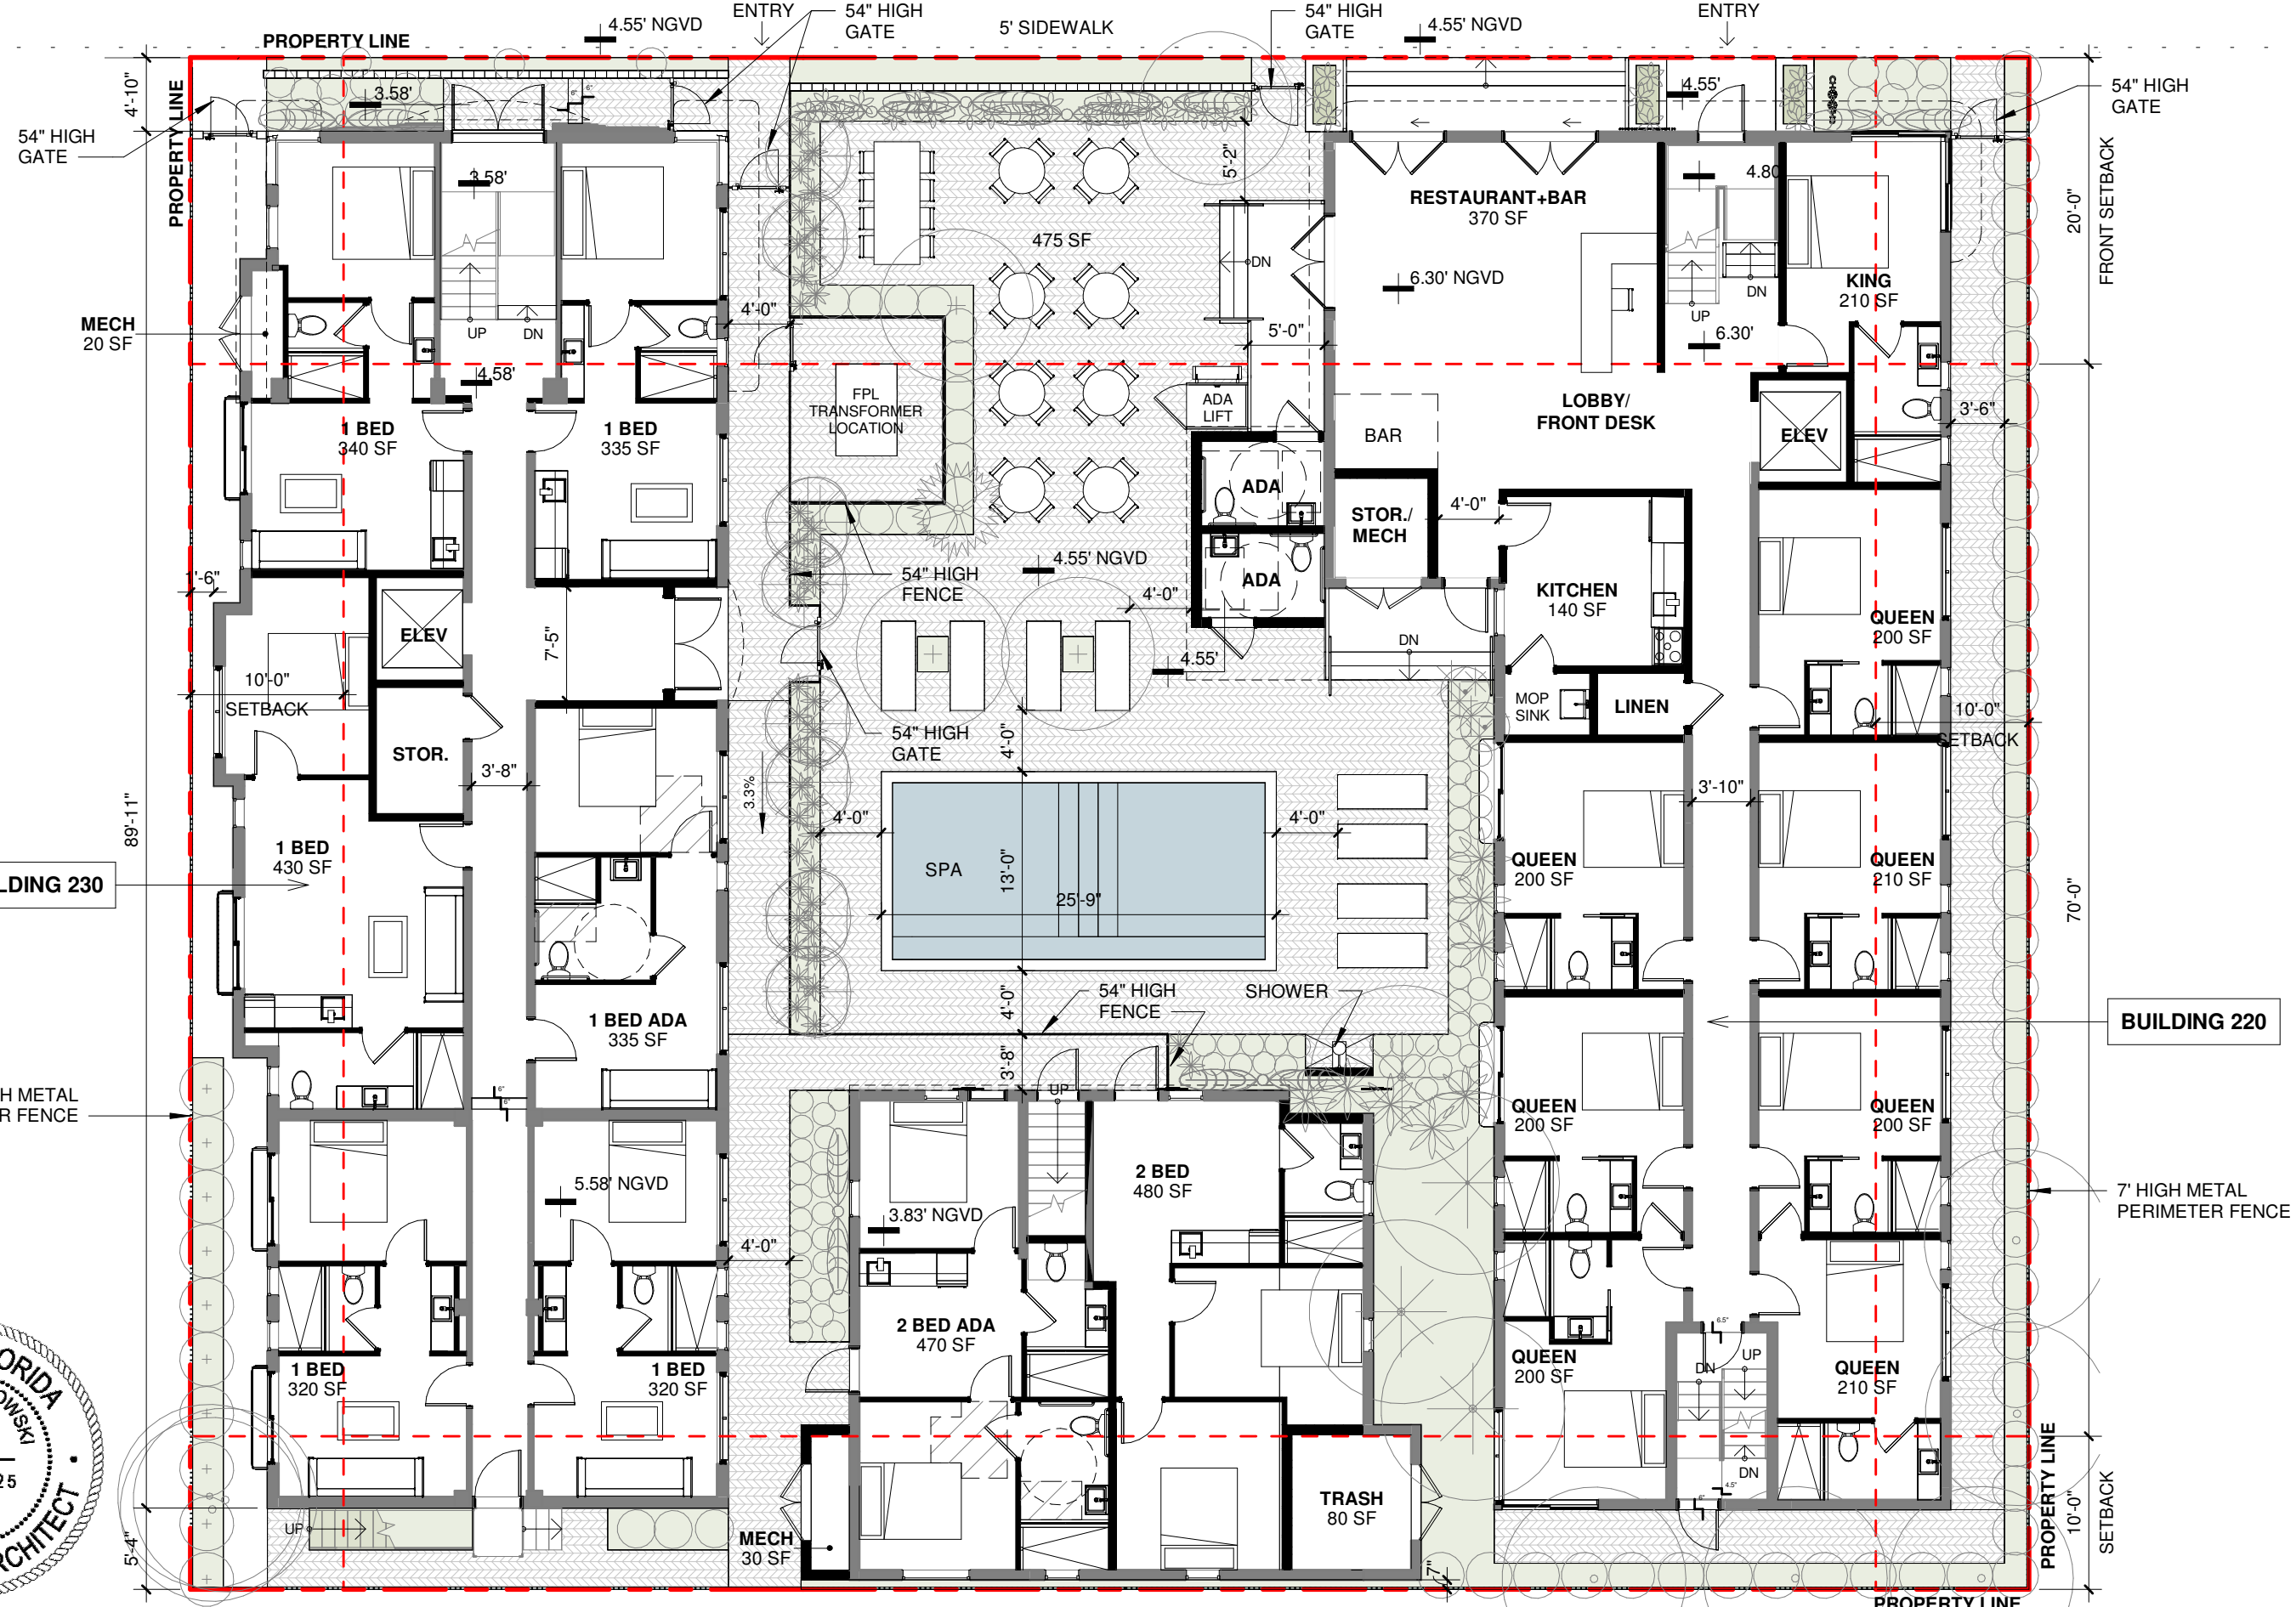 4.55' NGVD
ENTRY
54" HIGH
GATE
5' SIDEWALK
54" HIGH
GATE
4.55' NGVD
ENTRY
PROPERTY LINE
4'-10"
PROPERTY LINE
54" HIGH
GATE
3.58'
3.58'
4.55'
54" HIGH
GATE
5'-2"
RESTAURANT+BAR
370 SF
4.80
20'-0"
FRONT SETBACK
475 SF
DN
6.30' NGVD
KING
210 SF
DN
UP
6.30'
MECH
20 SF
UP
DN
4'-0"
5'-0"
4.58'
FPL
TRANSFORMER
LOCATION
ADA
LIFT
LOBBY/
FRONT DESK
BAR
ELEV
3'-6"
1 BED
340 SF
1 BED
335 SF
ADA
STOR./
MECH
4'-0"
1'-6"
54" HIGH
FENCE
4.55' NGVD
ADA
4'-0"
KITCHEN
140 SF
QUEEN
200 SF
ELEV
7'-5"
4.55'
DN
10'-0"
SETBACK
MOP
SINK
LINEN
10'-0"
SETBACK
54" HIGH
GATE
4'-0"
STOR.
3'-8"
3.3%
89'-11"
4'-0"
4'-0"
3'-10"
1 BED
430 SF
LDING 230
SPA
13'-0"
25'-9"
QUEEN
200 SF
QUEEN
210 SF
70'-0"
4'-0"
54" HIGH
FENCE
SHOWER
1 BED ADA
335 SF
BUILDING 220
3'-8"
UP
H METAL
R FENCE
6"
6"
QUEEN
200 SF
QUEEN
200 SF
5.58' NGVD
3.83' NGVD
2 BED
480 SF
7' HIGH METAL
PERIMETER FENCE
4'-0"
2 BED ADA
470 SF
6.5"
1 BED
320 SF
1 BED
320 SF
QUEEN
200 SF
DN
UP
QUEEN
210 SF
ORIDA
OWSKI
25
RCHITECT
DN
4.5"
6"
TRASH
80 SF
PROPERTY LINE
10'-0"
SETBACK
UP
5'-4"
MECH
30 SF
7"
PROPERTY LINE